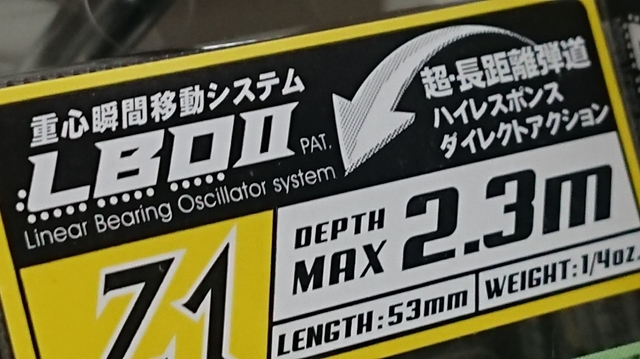 重心瞬間移動システム
LBOII PAT.
Linear Bearing Oscillator system
超・長距離弾道
ハイレスポンス
ダイレクトアクション
DEPTH
MAX 2.3m
LENGTH:53mm
WEIGHT:1/4oz.
71